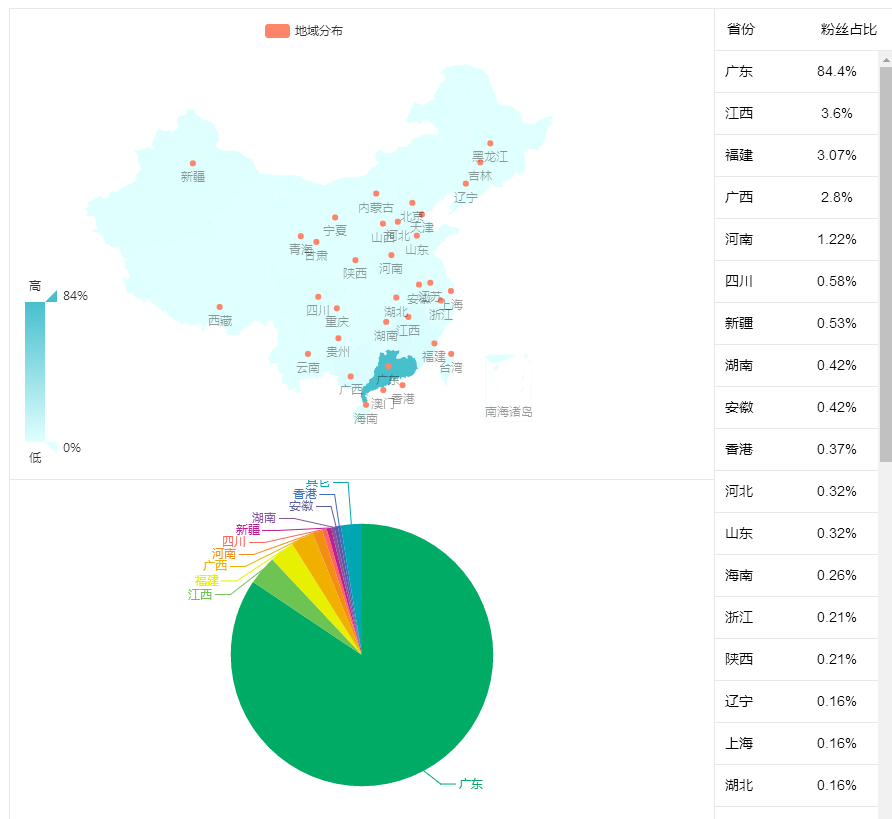 地域分布
黑龙江
吉林
新疆
辽宁
内蒙古
北京
天津
宁夏
山西
河北
山东
青海
甘肃
陕西
河南
高
84%
四川
安徽
江苏
上海
西藏
重庆
湖北
浙江
湖南
江西
贵州
福建
云南
台湾
广东
广西
澳门
香港
海南
南海诸岛
0%
低
其它
香港
安徽
湖南
新疆
四川
河南
广西
福建
江西
广东
省份 粉丝占比
广东 84.4%
江西 3.6%
福建 3.07%
广西 2.8%
河南 1.22%
四川 0.58%
新疆 0.53%
湖南 0.42%
安徽 0.42%
香港 0.37%
河北 0.32%
山东 0.32%
海南 0.26%
浙江 0.21%
陕西 0.21%
辽宁 0.16%
上海 0.16%
湖北 0.16%